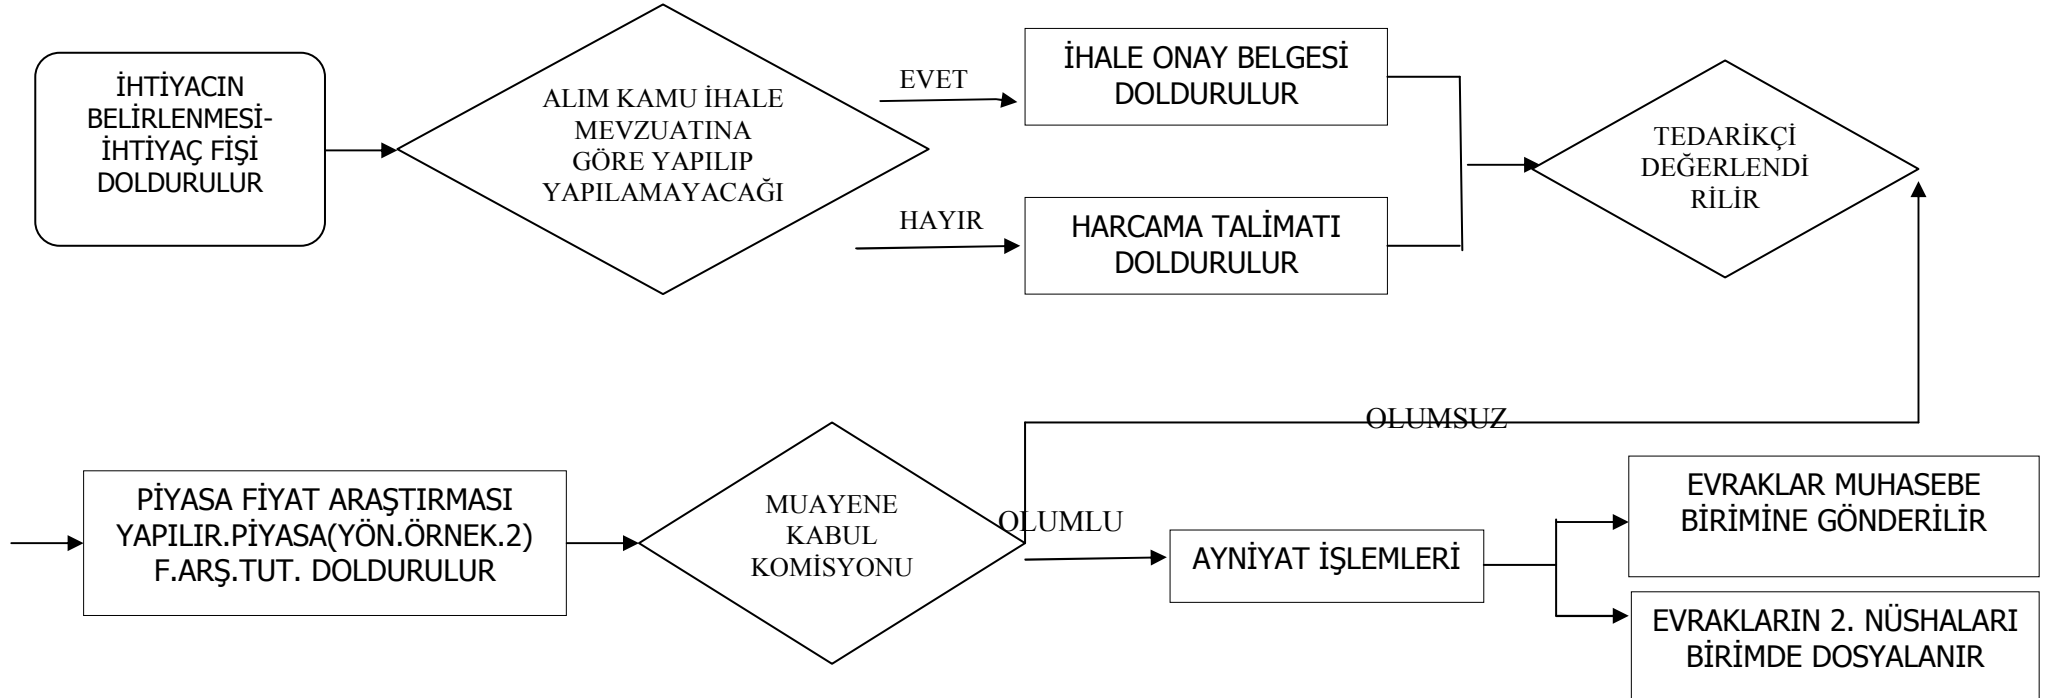 İHTİYACIN
BELİRLENMESİ-
İHTİYAÇ FİŞİ
DOLDURULUR
ALIM KAMU İHALE
MEVZUATINA
GÖRE YAPILIP
YAPILAMAYACAĞI
EVET
HAYIR
İHALE ONAY BELGESİ
DOLDURULUR
HARCAMA TALİMATI
DOLDURULUR
TEDARİKÇİ
DEĞERLENDİ
RİLİR
OLUMSUZ
PİYASA FİYAT ARAŞTIRMASI
YAPILIR.PİYASA(YÖN.ÖRNEK.2)
F.ARŞ.TUT. DOLDURULUR
MUAYENE
KABUL
KOMİSYONU
OLUMLU
AYNİYAT İŞLEMLERİ
EVRAKLAR MUHASEBE
BİRİMİNE GÖNDERİLİR
EVRAKLARIN 2. NÜSHALARI
BİRİMDE DOSYALANIR